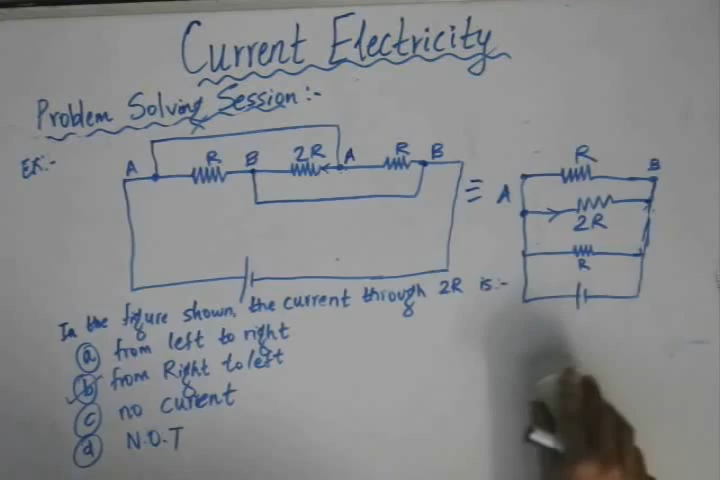 Current Electricity
Problem Solving Session:-
EX:-
A R B 2R A R B
R
A B
2R
R
In the figure shown, the current through 2R is:-
(a) from left to right
(b) from Right to left
(c) no current
(d) N.O.T